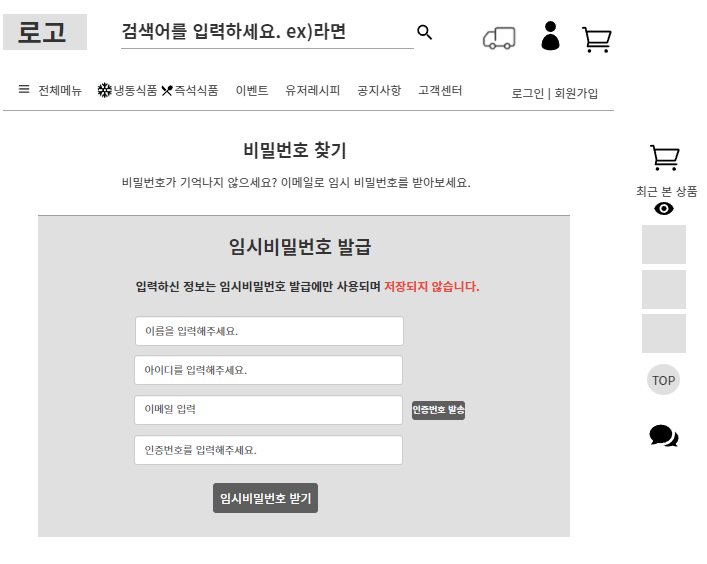 로고
검색어를 입력하세요. ex)라면
전체메뉴 냉동식품 즉석식품 이벤트 유저레시피 공지사항 고객센터 로그인 | 회원가입
비밀번호 찾기
비밀번호가 기억나지 않으세요? 이메일로 임시 비밀번호를 받아보세요.
최근 본 상품
임시비밀번호 발급
입력하신 정보는 임시비밀번호 발급에만 사용되며 저장되지 않습니다.
이름을 입력해주세요.
아이디를 입력해주세요.
TOP
이메일 입력
인증번호 발송
인증번호를 입력해주세요.
임시비밀번호 받기